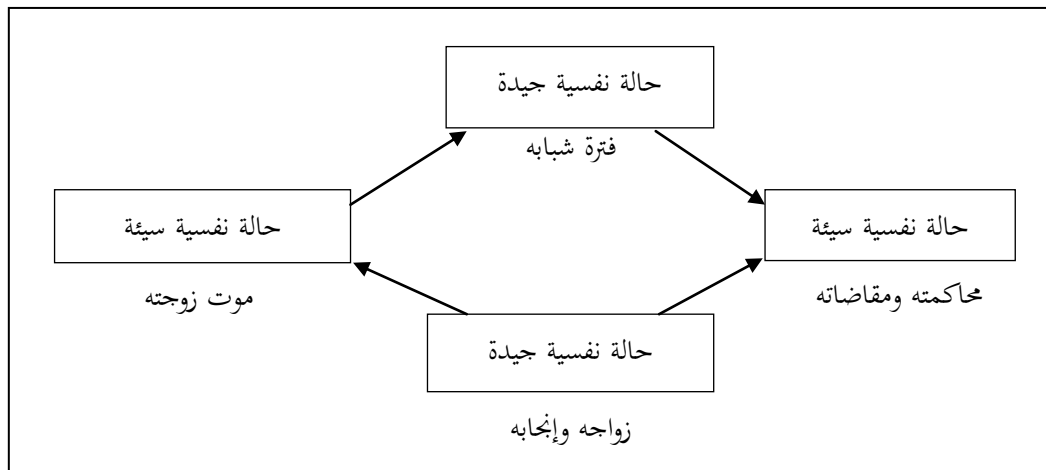 حالة نفسية جيدة
فترة شبابه
حالة نفسية سيئة
محاكمته ومقاضاته
حالة نفسية سيئة
موت زوجته
حالة نفسية جيدة
زواجه وإنجابه